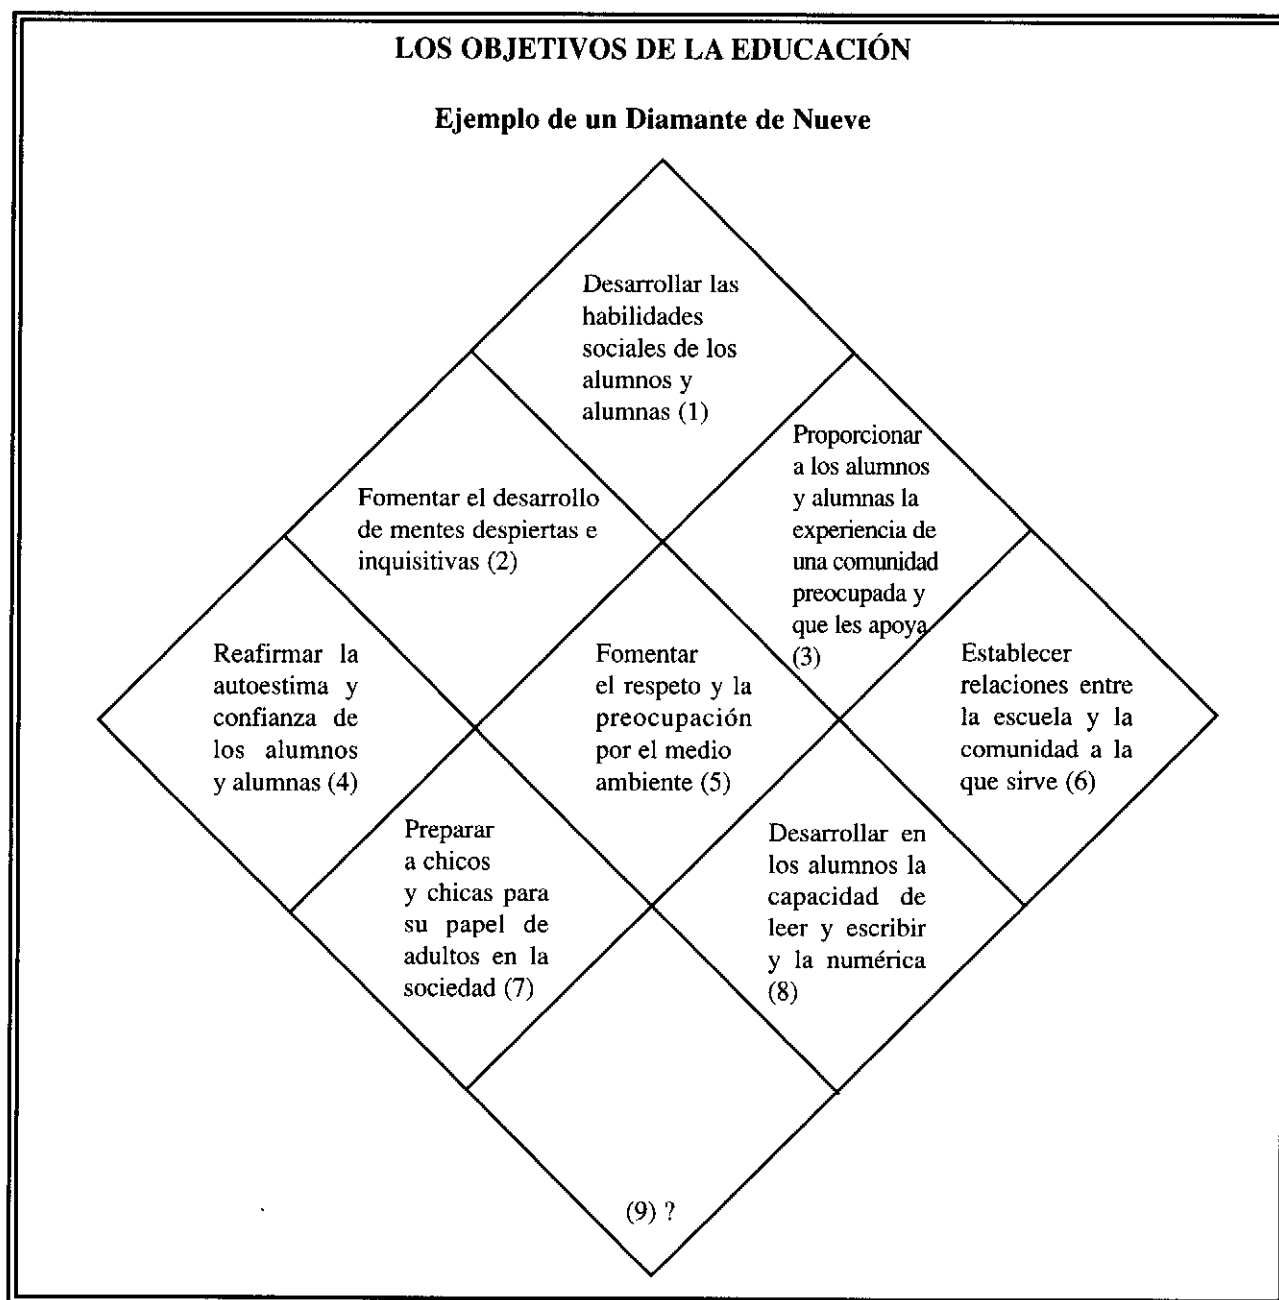 LOS OBJETIVOS DE LA EDUCACIÓN
Ejemplo de un Diamante de Nueve
Desarrollar las
habilidades
sociales de los
alumnos y
alumnas (1)
Fomentar el desarrollo
de mentes despiertas e
inquisitivas (2)
Proporcionar
a los alumnos
y alumnas la
experiencia de
una comunidad
preocupada y
que les apoya
(3)
Reafirmar la
autoestima y
confianza de
los alumnos
y alumnas (4)
Fomentar
el respeto y la
preocupación
por el medio
ambiente (5)
Establecer
relaciones entre
la escuela y la
comunidad a la
que sirve (6)
Preparar
a chicos
y chicas para
su papel de
adultos en la
sociedad (7)
Desarrollar en
los alumnos la
capacidad de
leer y escribir
y la numérica
(8)
(9) ?